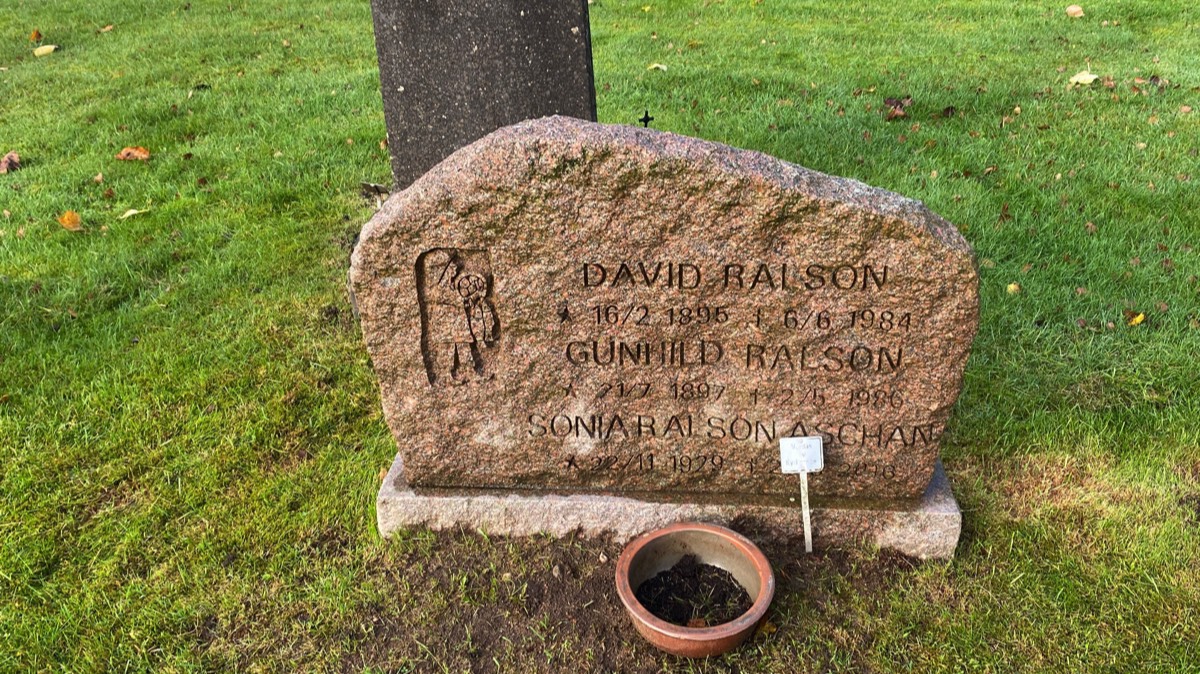 DAVID RALSON
* 16/2 1895 † 6/6 1984
GUNHILD RALSON
* 21/7 1897 † 2/5 1986
SONIA RALSON ASCHAN
* 22/11 1929 †